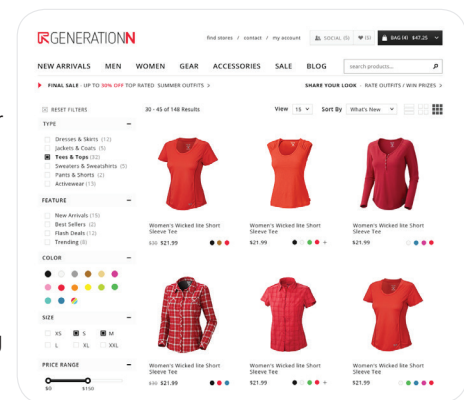 GENERATIONN
find stores / contact / my account
SOCIAL (5)
(5)
BAG (4) $47.25
NEW ARRIVALS MEN WOMEN GEAR ACCESSORIES SALE BLOG
search products...
FINAL SALE - UP TO 50% OFF TOP RATED SUMMER OUTFITS >
SHARE YOUR LOOK - RATE OUTFITS / WIN PRIZES >
RESET FILTERS
30 - 45 of 148 Results
View 15
Sort By What's New
TYPE
Dresses & Skirts (12)
Jackets & Coats (5)
Tees & Tops (32)
Sweaters & Sweatshirts (5)
Pants & Shorts (2)
Activewear (13)
FEATURE
New Arrivals (15)
Best Sellers (2)
Flash Deals (12)
Trending (6)
COLOR
SIZE
XS S M
L XL XXL
PRICE RANGE
$0 $150
Women's Wicked lite Short
Sleeve Tee
$30 $21.99
Women's Wicked lite Short
Sleeve Tee
$21.99 +
Women's Wicked lite Short
Sleeve Tee
$21.99
Women's Wicked lite Short
Sleeve Tee
$30 $21.99
Women's Wicked lite Short
Sleeve Tee
$21.99 +
Women's Wicked lite Short
Sleeve Tee
$21.99